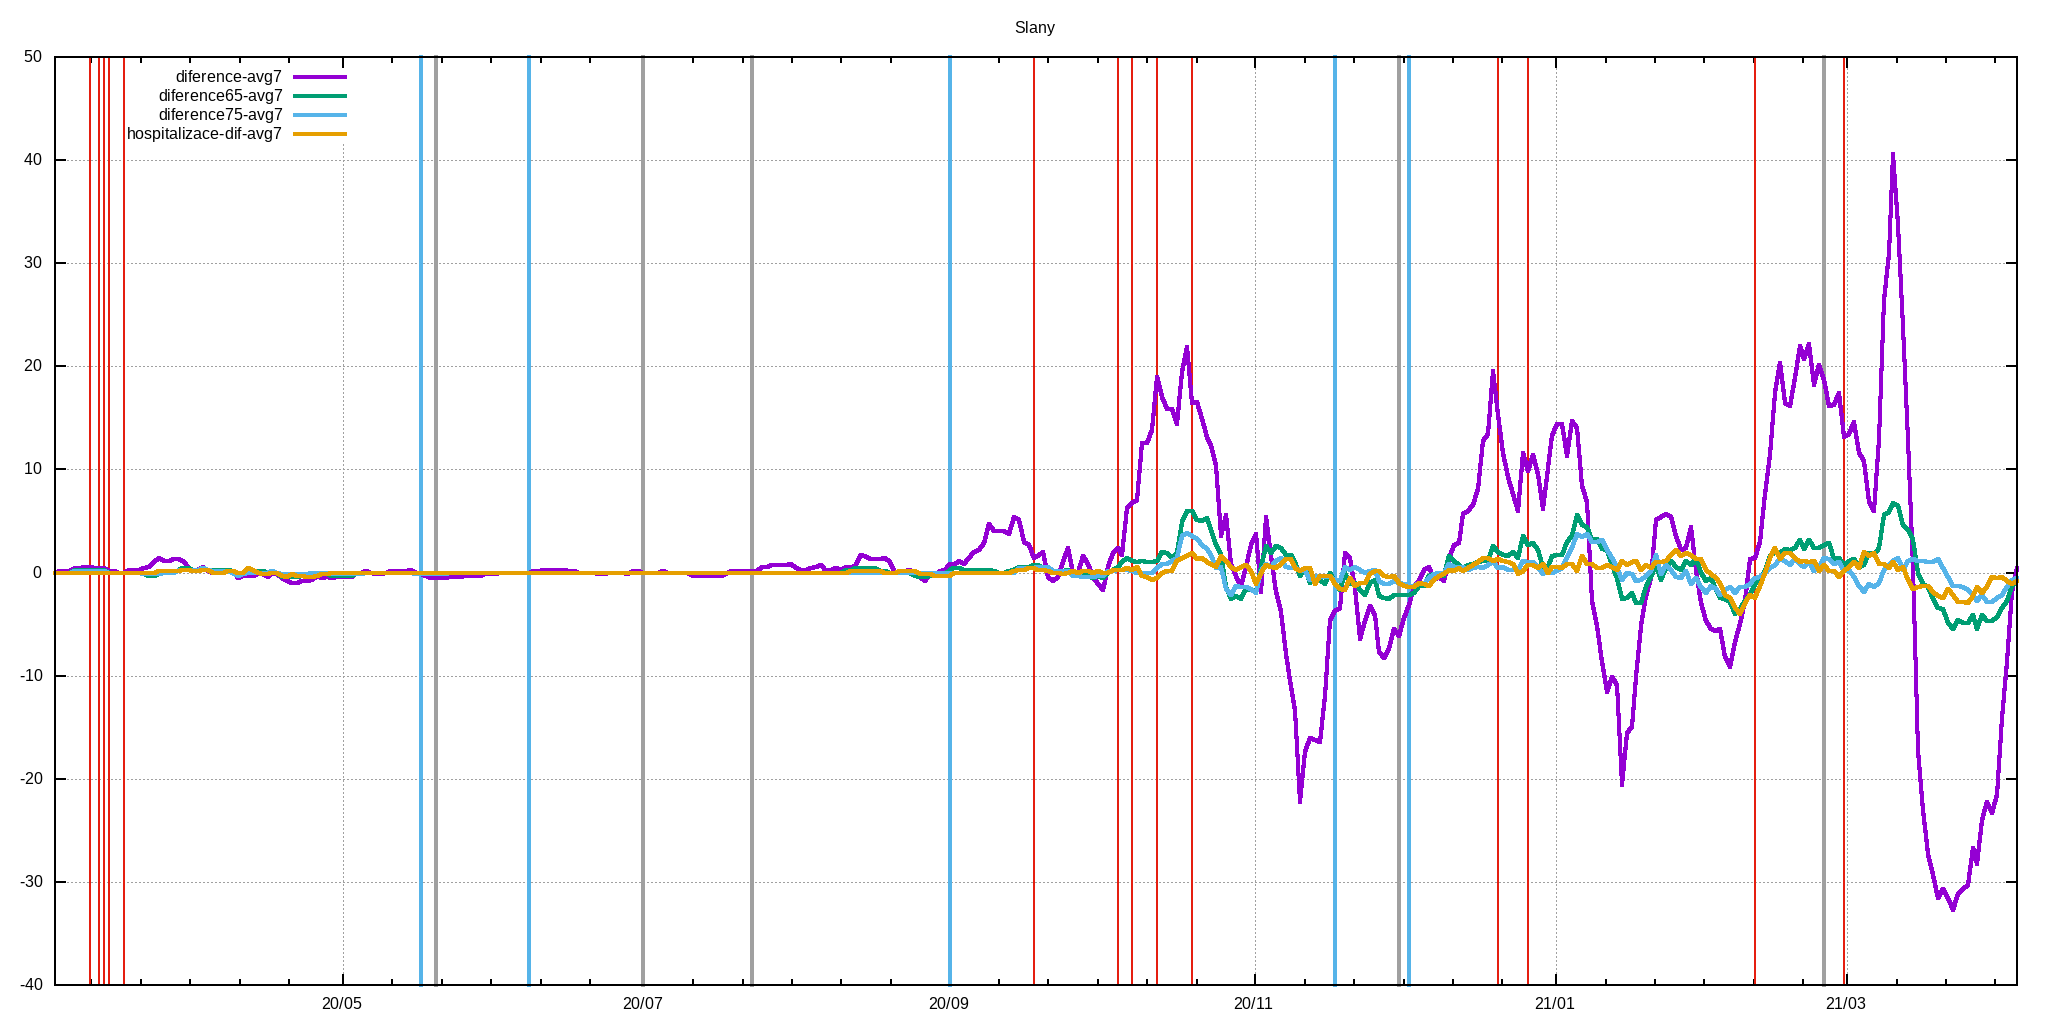 Slany
50
diference-avg7
diference65-avg7
diference75-avg7
hospitalizace-dif-avg7
40
30
20
10
0
-10
-20
-30
-40
20/05 20/07 20/09 20/11 21/01 21/03